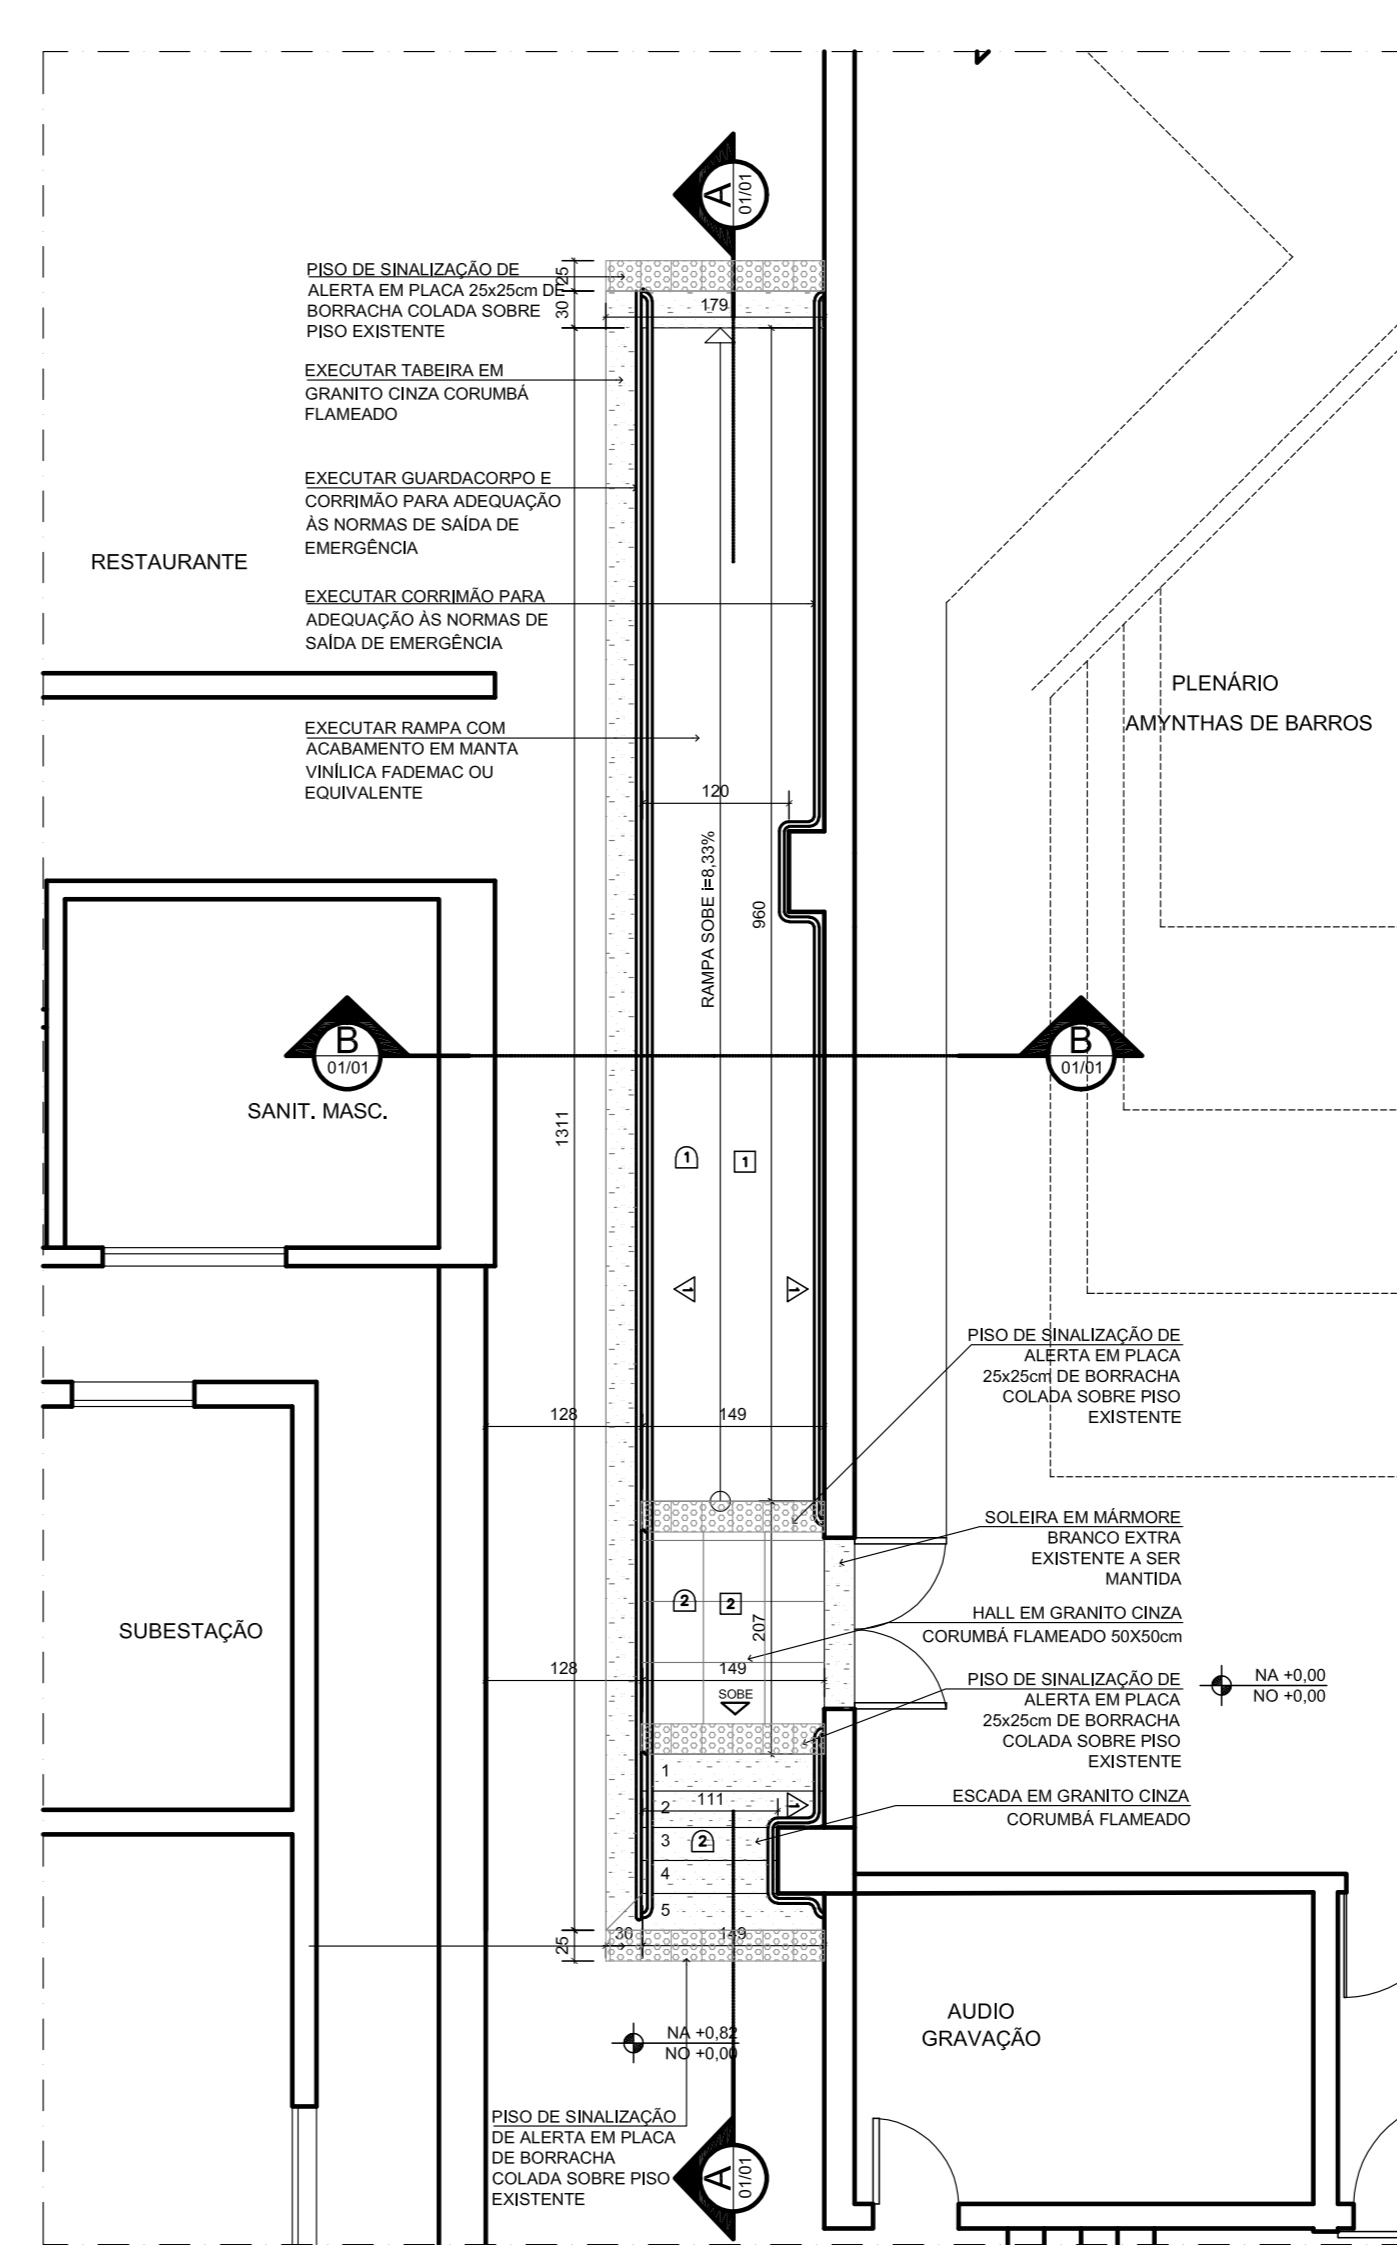 A
01/01
PISO DE SINALIZAÇÃO DE
ALERTA EM PLACA 25x25cm DE
BORRACHA COLADA SOBRE
PISO EXISTENTE
25
30
179
EXECUTAR TABEIRA EM
GRANITO CINZA CORUMBÁ
FLAMEADO
EXECUTAR GUARDACORPO E
CORRIMÃO PARA ADEQUAÇÃO
ÀS NORMAS DE SAÍDA DE
EMERGÊNCIA
RESTAURANTE
EXECUTAR CORRIMÃO PARA
ADEQUAÇÃO ÀS NORMAS DE
SAÍDA DE EMERGÊNCIA
PLENÁRIO
AMYNTHAS DE BARROS
EXECUTAR RAMPA COM
ACABAMENTO EM MANTA
VINÍLICA FADEMAC OU
EQUIVALENTE
120
RAMPA SOBE i=8,33%
960
B
01/01
B
01/01
SANIT. MASC.
1311
1
1
1
1
PISO DE SINALIZAÇÃO DE
ALERTA EM PLACA
25x25cm DE BORRACHA
COLADA SOBRE PISO
EXISTENTE
128
149
SOLEIRA EM MÁRMORE
BRANCO EXTRA
EXISTENTE A SER
MANTIDA
2
2
207
HALL EM GRANITO CINZA
CORUMBÁ FLAMEADO 50X50cm
SUBESTAÇÃO
128
149
SOBE
PISO DE SINALIZAÇÃO DE
ALERTA EM PLACA
25x25cm DE BORRACHA
COLADA SOBRE PISO
EXISTENTE
NA +0,00
NO +0,00
1
2
111
1
3
2
4
5
ESCADA EM GRANITO CINZA
CORUMBÁ FLAMEADO
25
30
149
AUDIO
GRAVAÇÃO
NA +0,82
NO +0,00
PISO DE SINALIZAÇÃO
DE ALERTA EM PLACA
DE BORRACHA
COLADA SOBRE PISO
EXISTENTE
A
01/01